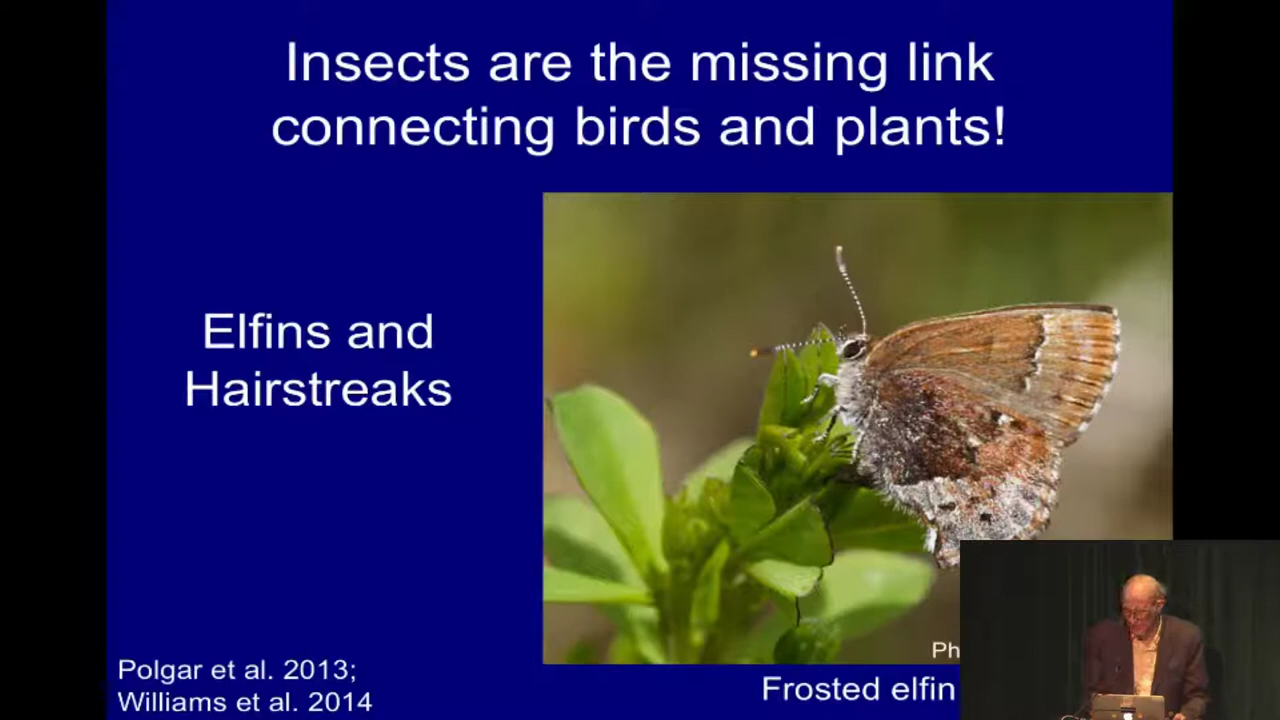 Insects are the missing link
connecting birds and plants!
Elfins and
Hairstreaks
Ph
Polgar et al. 2013;
Williams et al. 2014
Frosted elfin